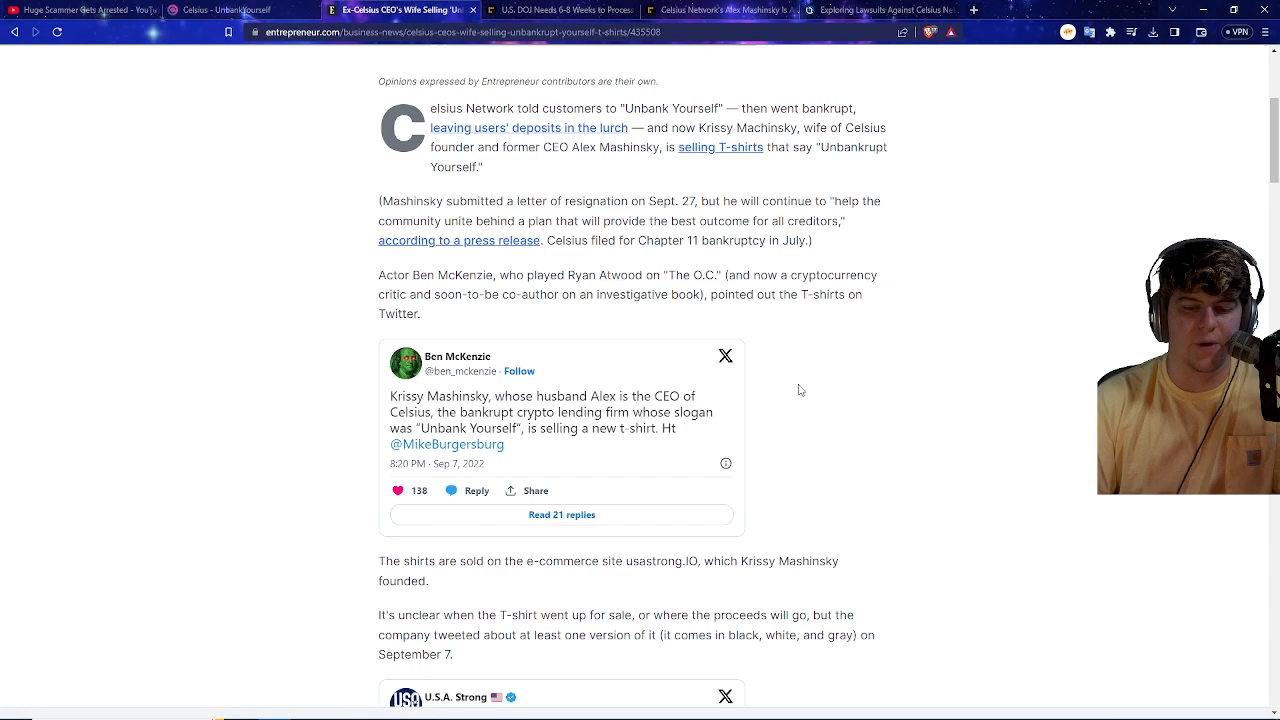 Huge Scammer Gets Arrested - YouTu
Celsius - UnbankYourself
Ex-Celsius CEO's Wife Selling 'Un
U.S. DOJ Needs 6-8 Weeks to Process
Celsius Network's Alex Mashinsky Is A
Exploring Lawsuits Against Celsius Ne
entrepreneur.com/business-news/celsius-ceos-wife-selling-unbankrupt-yourself-t-shirts/435508
VPN
Opinions expressed by Entrepreneur contributors are their own.
Celsius Network told customers to "Unbank Yourself" — then went bankrupt,
leaving users' deposits in the lurch — and now Krissy Machinsky, wife of Celsius
founder and former CEO Alex Mashinsky, is selling T-shirts that say "Unbankrupt
Yourself."
(Mashinsky submitted a letter of resignation on Sept. 27, but he will continue to "help the
community unite behind a plan that will provide the best outcome for all creditors,"
according to a press release. Celsius filed for Chapter 11 bankruptcy in July.)
Actor Ben McKenzie, who played Ryan Atwood on "The O.C." (and now a cryptocurrency
critic and soon-to-be co-author on an investigative book), pointed out the T-shirts on
Twitter.
Ben McKenzie
@ben_mckenzie · Follow
Krissy Mashinsky, whose husband Alex is the CEO of
Celsius, the bankrupt crypto lending firm whose slogan
was “Unbank Yourself”, is selling a new t-shirt. Ht
@MikeBurgersburg
8:20 PM · Sep 7, 2022
138 Reply Share
Read 21 replies
The shirts are sold on the e-commerce site usastrong.IO, which Krissy Mashinsky
founded.
It's unclear when the T-shirt went up for sale, or where the proceeds will go, but the
company tweeted about at least one version of it (it comes in black, white, and gray) on
September 7.
USA
U.S.A. Strong